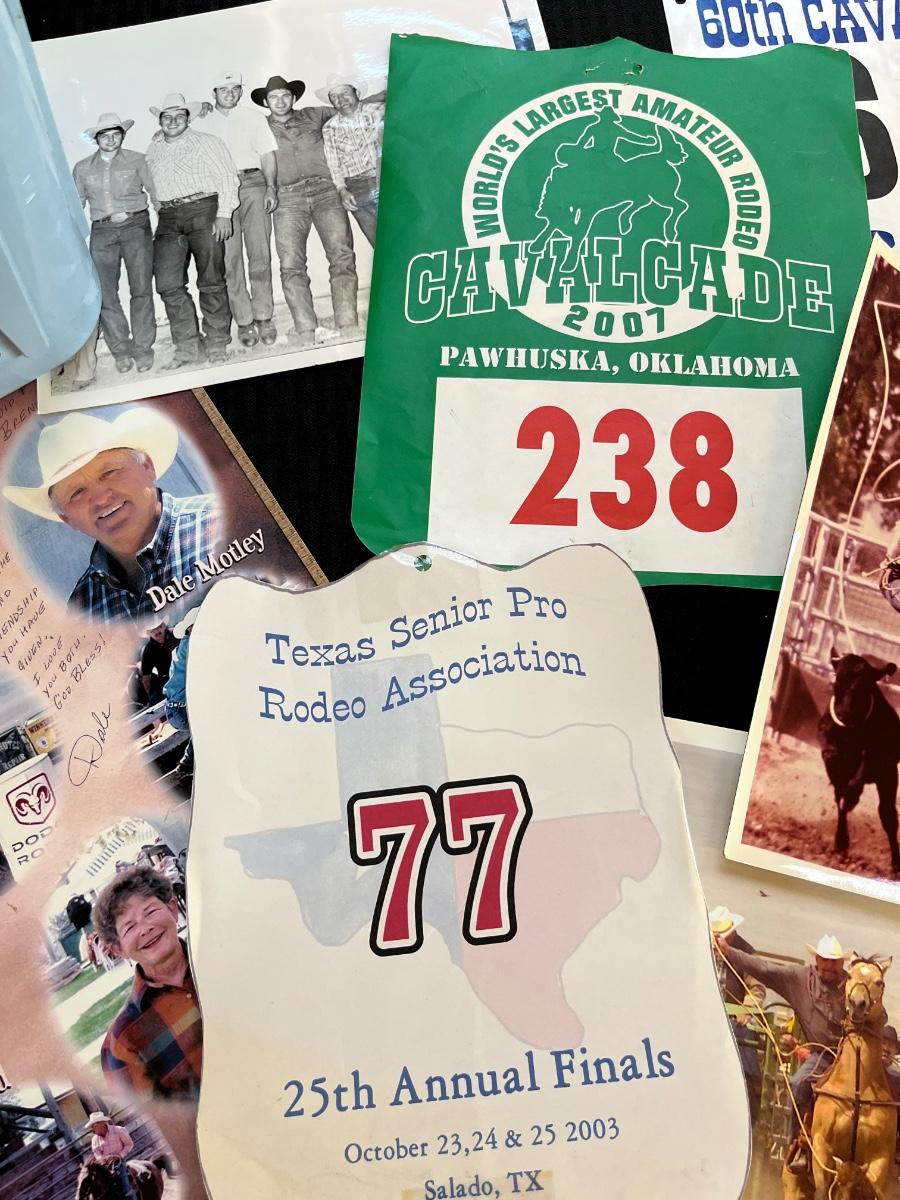 60th CAV
WORLD'S LARGEST AMATEUR RODEO
CAVALCADE
2007
PAWHUSKA, OKLAHOMA
238
Dale Motley
FRIENDSHIP
YOU HAVE
GIVEN.
I LOVE
YOU BOTH.
GOD BLESS!
Dale
Texas Senior Pro
Rodeo Association
77
25th Annual Finals
October 23,24 & 25 2003
Salado, TX